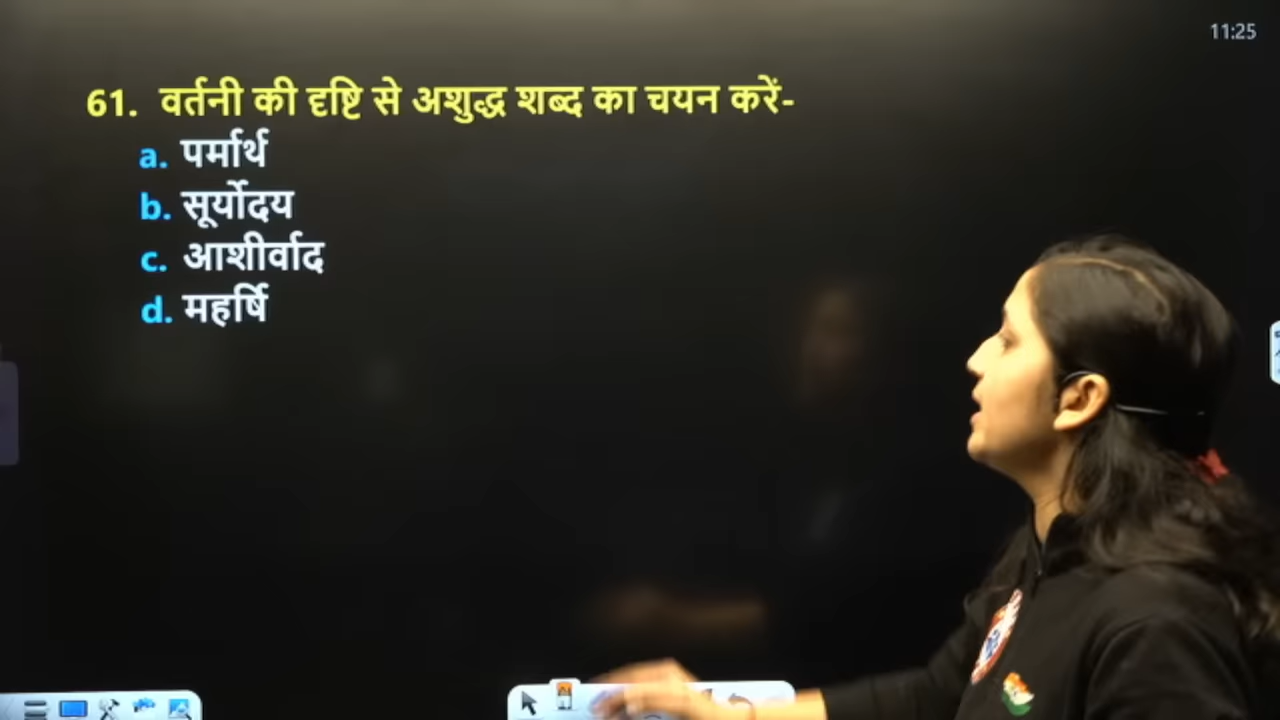 11:25
61. वर्तनी की दृष्टि से अशुद्ध शब्द का चयन करें-
a. पर्मार्थ
b. सूर्योदय
c. आशीर्वाद
d. महर्षि